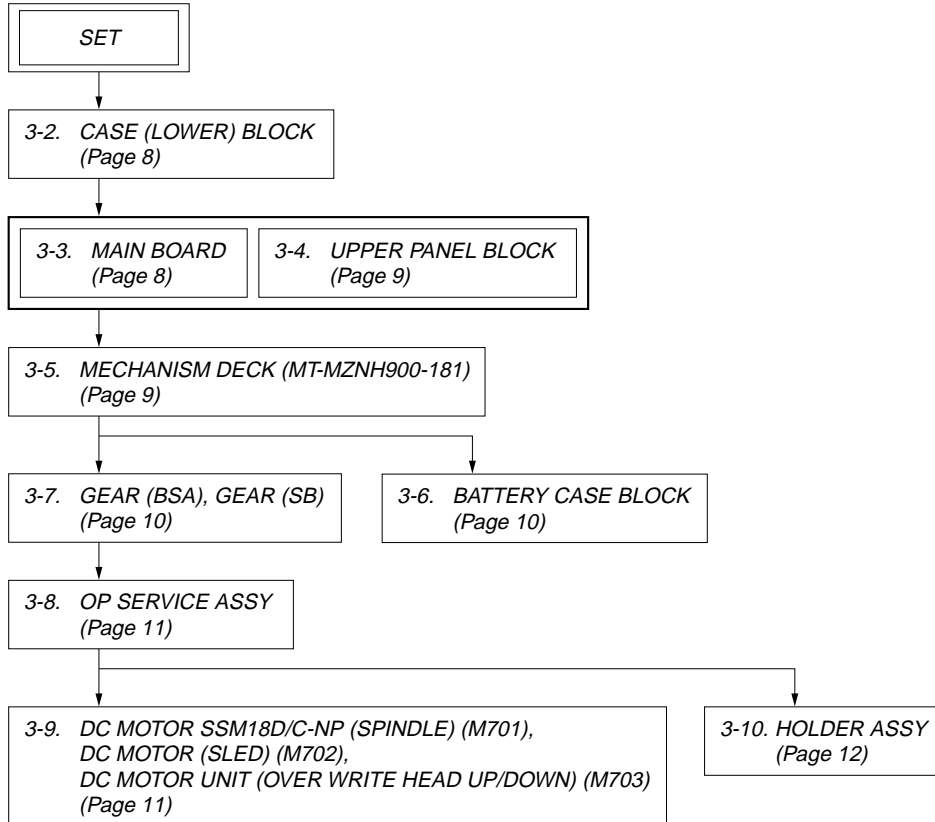 SET
3-2. CASE (LOWER) BLOCK
(Page 8)
3-3. MAIN BOARD
(Page 8)
3-4. UPPER PANEL BLOCK
(Page 9)
3-5. MECHANISM DECK (MT-MZNH900-181)
(Page 9)
3-7. GEAR (BSA), GEAR (SB)
(Page 10)
3-6. BATTERY CASE BLOCK
(Page 10)
3-8. OP SERVICE ASSY
(Page 11)
3-9. DC MOTOR SSM18D/C-NP (SPINDLE) (M701),
DC MOTOR (SLED) (M702),
DC MOTOR UNIT (OVER WRITE HEAD UP/DOWN) (M703)
(Page 11)
3-10. HOLDER ASSY
(Page 12)